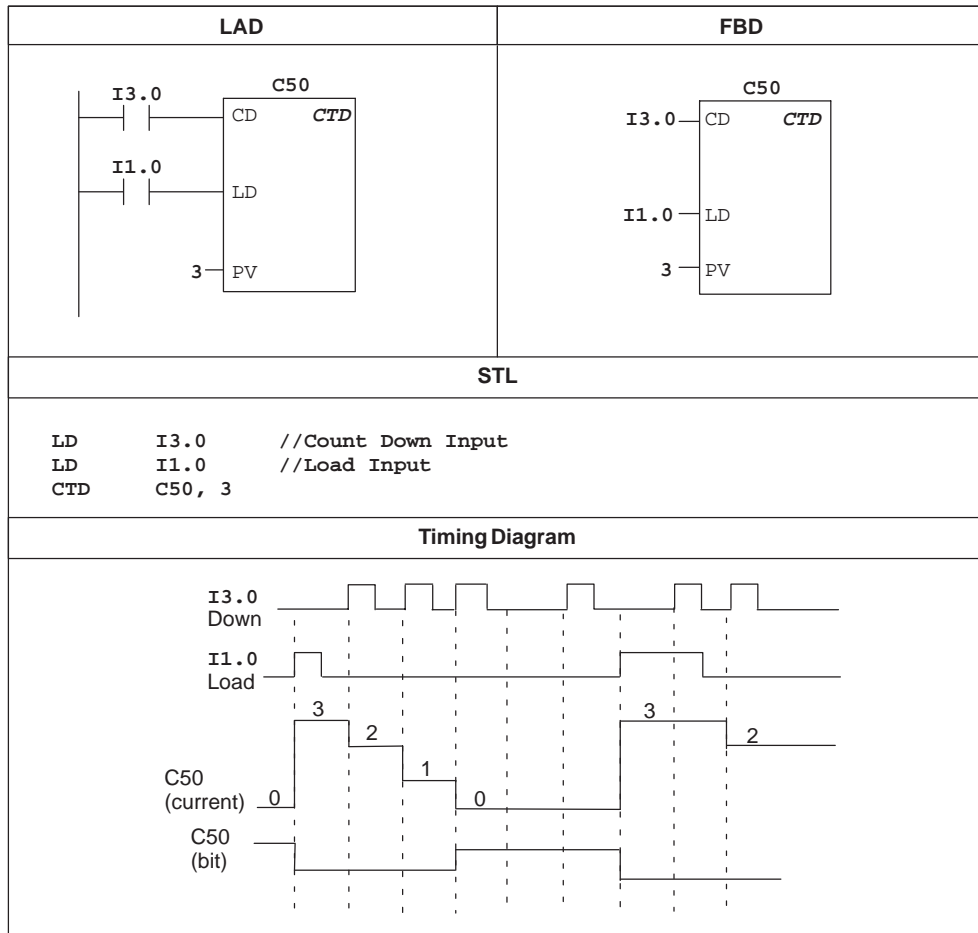 LAD
FBD
C50
I3.0
CD CTD
I1.0
LD
3 PV
C50
I3.0 CD CTD
I1.0 LD
3 PV
STL
LD I3.0 //Count Down Input
LD I1.0 //Load Input
CTD C50, 3
Timing Diagram
I3.0
Down
I1.0
Load
3
2
1
0
3
2
C50
(current) 0
C50
(bit)